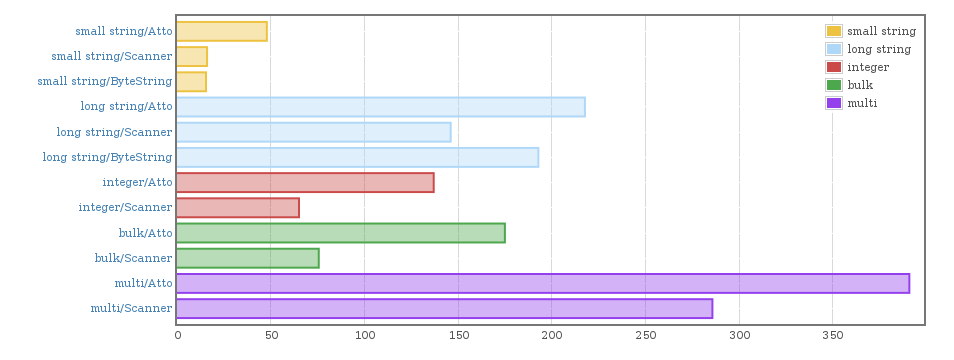 small string/Atto
small string/Scanner
small string/ByteString
long string/Atto
long string/Scanner
long string/ByteString
integer/Atto
integer/Scanner
bulk/Atto
bulk/Scanner
multi/Atto
multi/Scanner
small string
long string
integer
bulk
multi
0 50 100 150 200 250 300 350